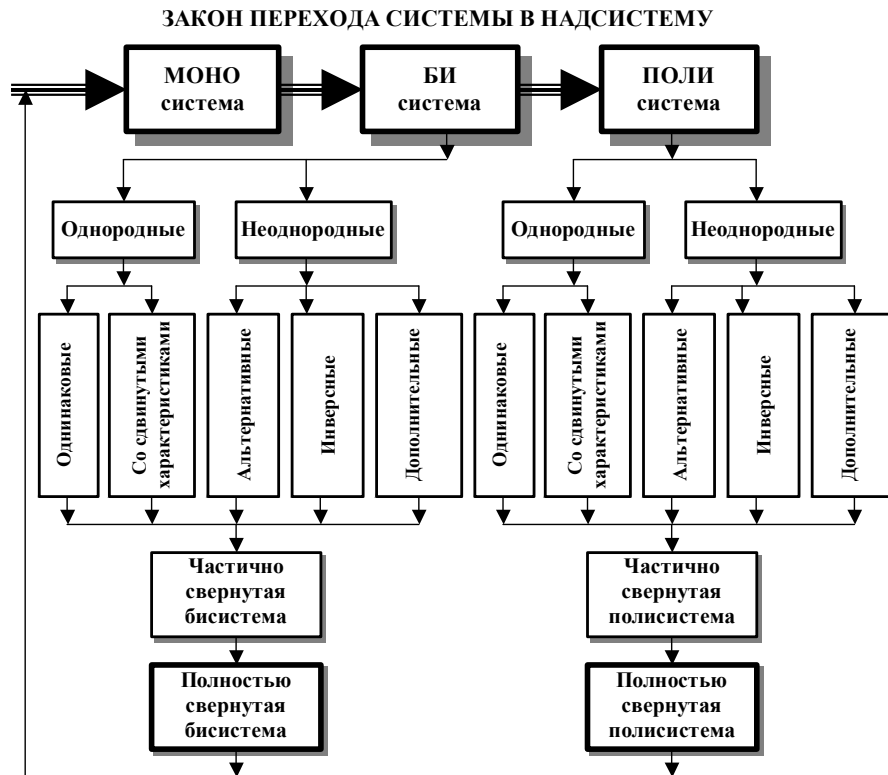 ЗАКОН ПЕРЕХОДА СИСТЕМЫ В НАДСИСТЕМУ
МОНО
система
БИ
система
ПОЛИ
система
Однородные
Неоднородные
Однородные
Неоднородные
Однинаковые
Со сдвинутыми
характеристиками
Альтернативные
Инверсные
Дополнительные
Однинаковые
Со сдвинутыми
характеристиками
Альтернативные
Инверсные
Дополнительные
Частично
свернутая
бисистема
Частично
свернутая
полисистема
Полностью
свернутая
бисистема
Полностью
свернутая
полисистема